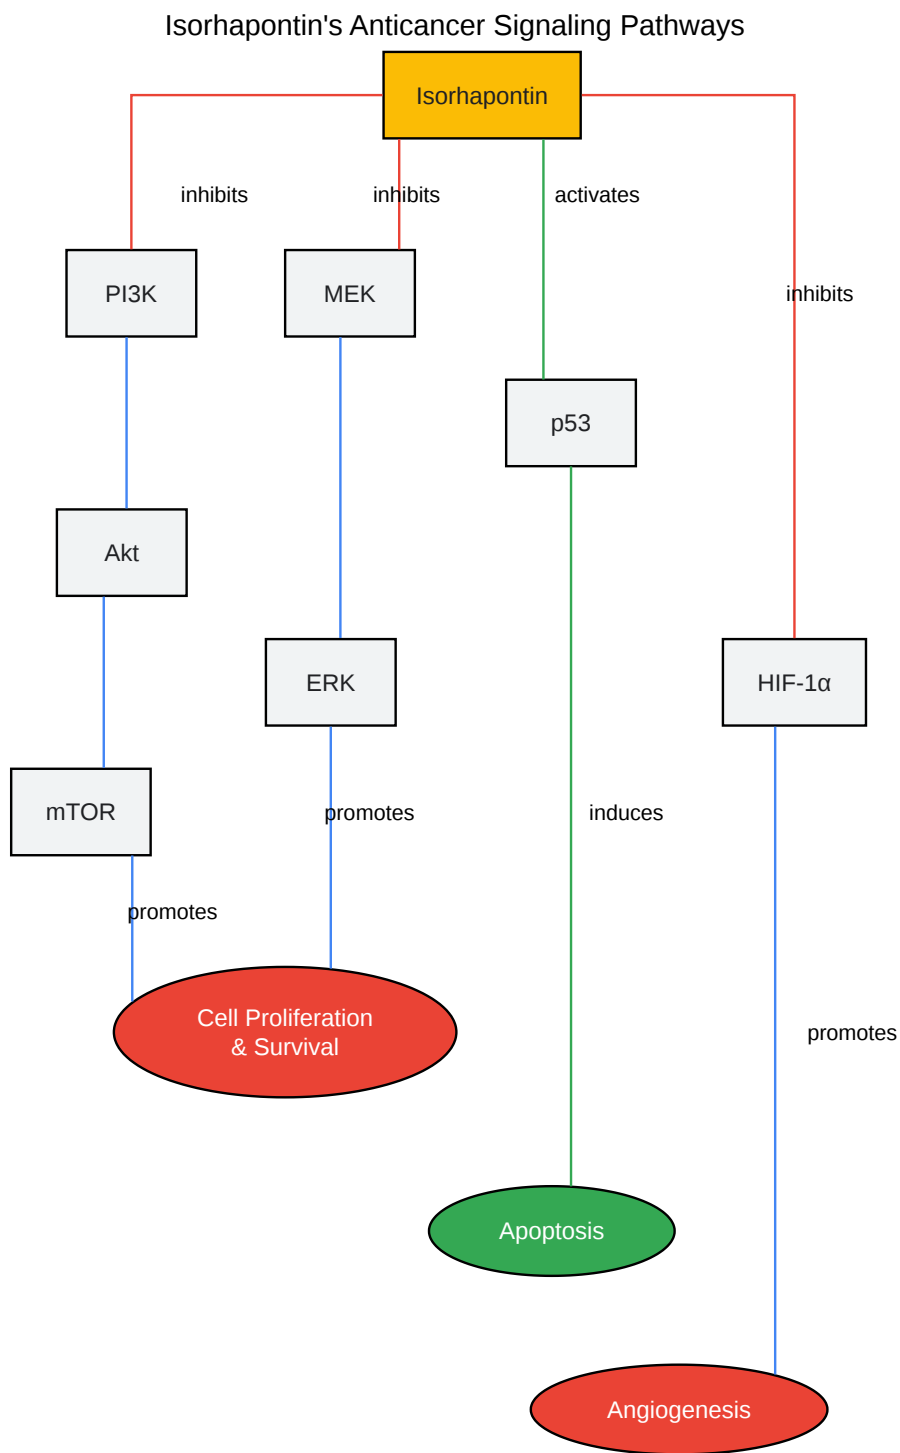 Isorhapontin's Anticancer Signaling Pathways
Isorhapontin
inhibits
inhibits
activates
PI3K
MEK
inhibits
p53
Akt
ERK
HIF-1α
mTOR
promotes
induces
promotes
Cell Proliferation
& Survival
promotes
Apoptosis
Angiogenesis